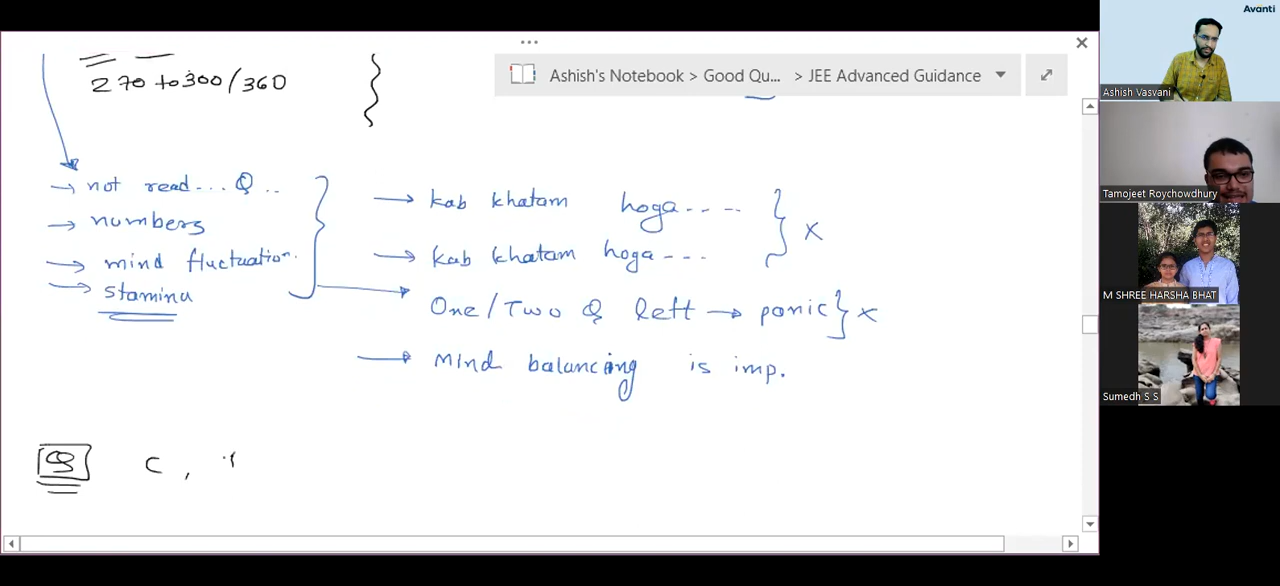 Avanti
Ashish's Notebook > Good Qu... > JEE Advanced Guidance
270 to 300/360
Ashish Vasvani
→ not read... Q..
→ numbers
→ mind fluctuation.
→ stamina
→ kab khatam hoga.... } x
→ kab khatam hoga...
One/Two Q left → panic} x
→ Mind balancing is imp.
Tamojeet Roychowdhury
M SHREE HARSHA BHAT
Sumedh S S
Q C,